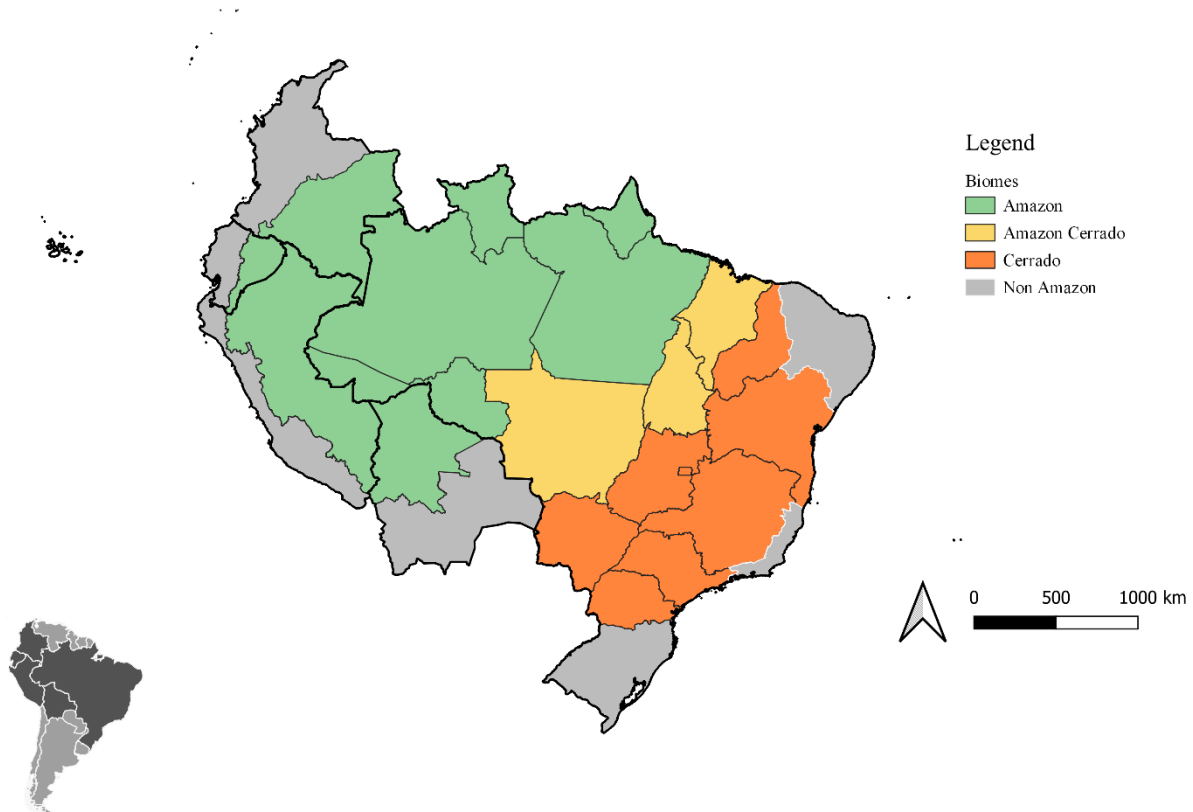 Legend
Biomes
Amazon
Amazon Cerrado
Cerrado
Non Amazon
0 500 1000 km